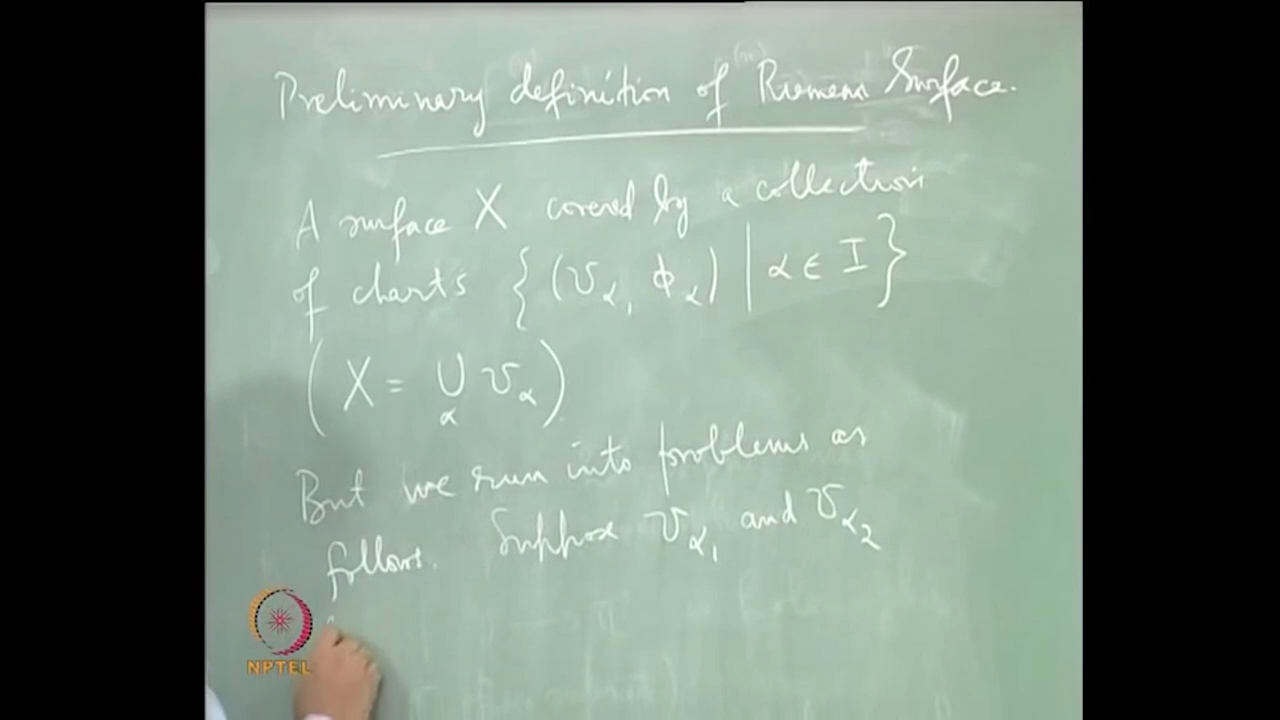 Preliminary definition of Riemann Surface.
A surface X covered by a collection
of charts { (U_α, φ_α) | α ∈ I }
( X = ∪_α U_α )
But we run into problems as
follows. Suppose U_α₁ and U_α₂
NPTEL